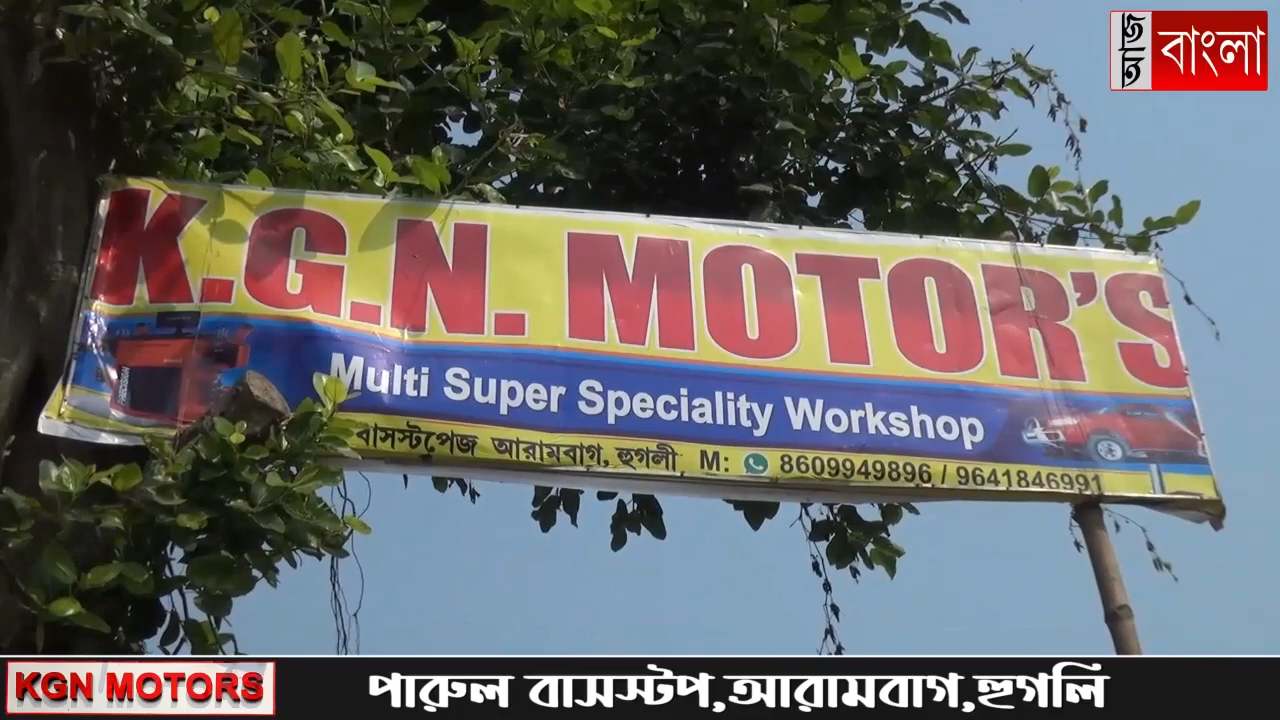 আজ বাংলা
K.G.N. MOTOR'S
Multi Super Speciality Workshop
বাসস্টপেজ আরামবাগ, হুগলী M: 8609949896 / 9641846991
KGN MOTORS
পারুল বাসস্টপ,আরামবাগ,হুগলি